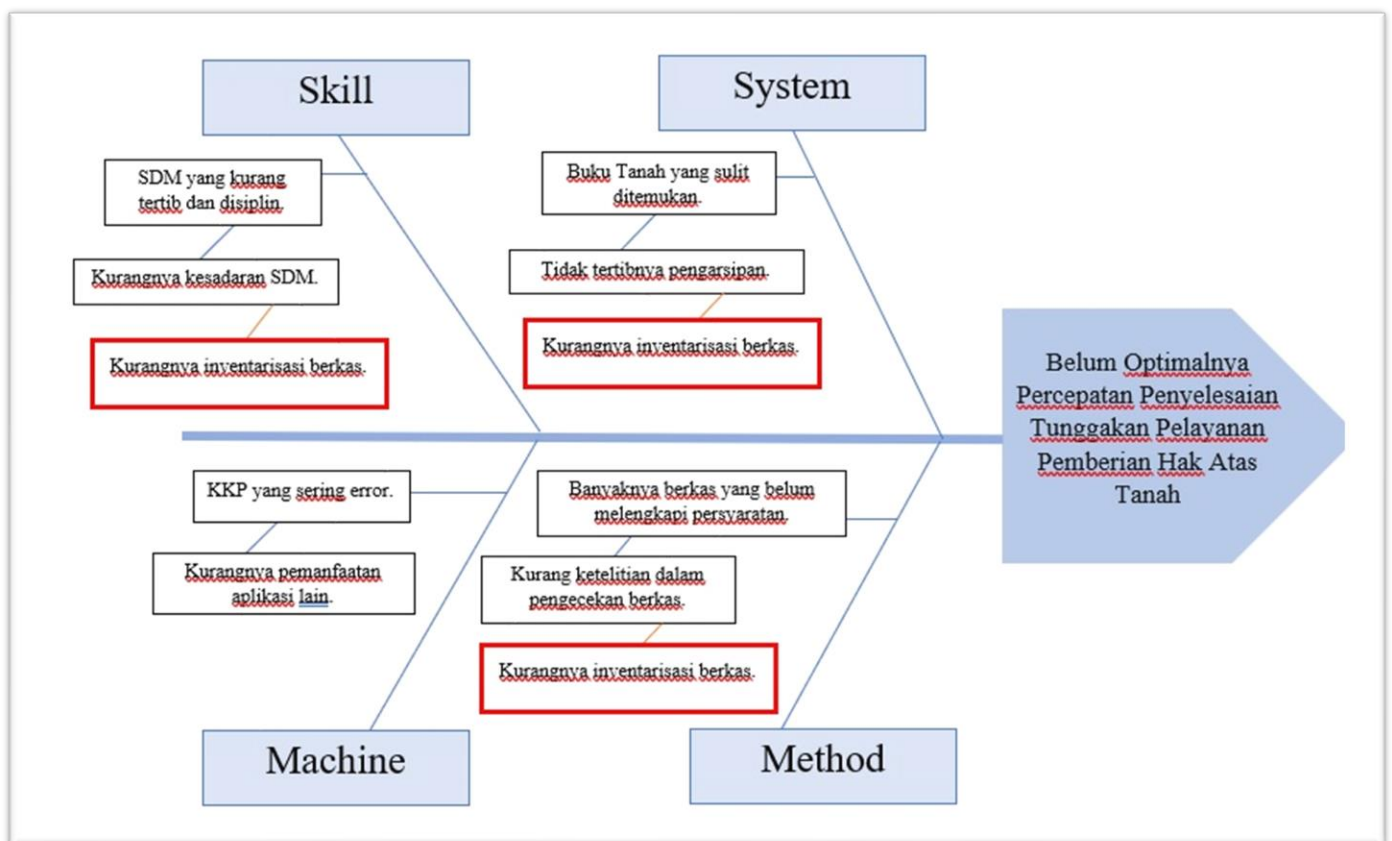 Skill
System
SDM yang kurang
tertib dan disiplin.
Buku Tanah yang sulit
ditemukan.
Kurangnya kesadaran SDM.
Tidak tertibnya pengarsipan.
Kurangnya inventarisasi berkas.
Kurangnya inventarisasi berkas.
Belum Optimalnya
Percepatan Penyelesaian
Tunggakan Pelayanan
Pemberian Hak Atas
Tanah
KKP yang sering error.
Banyaknya berkas yang belum
melengkapi persyaratan.
Kurangnya pemanfaatan
aplikasi lain.
Kurang ketelitian dalam
pengecekan berkas.
Kurangnya inventarisasi berkas.
Machine
Method